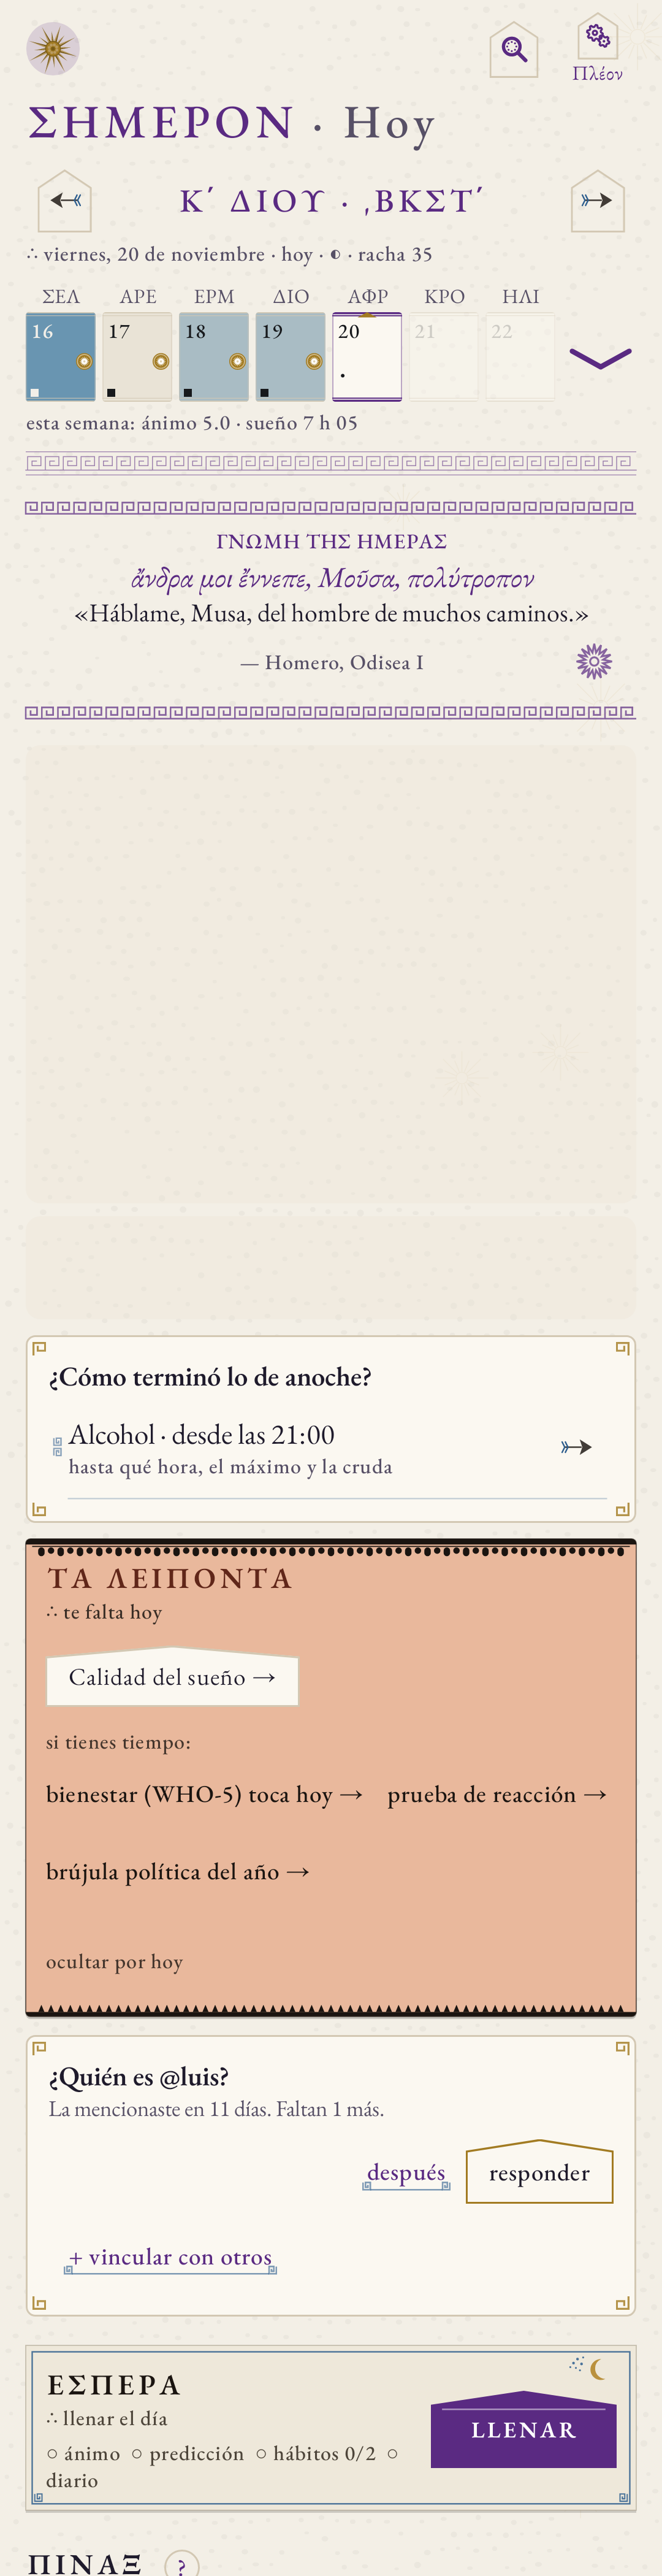 Πλέον
ΣΗΜΕΡΟΝ · Hoy
Κʹ ΔΙΟΥ · ͵ΒΚΣΤʹ
∴ viernes, 20 de noviembre · hoy · ◐ · racha 35
ΣΕΛ ΑΡΕ ΕΡΜ ΔΙΟ ΑΦΡ ΚΡΟ ΗΛΙ
16 17 18 19 20 21 22
esta semana: ánimo 5.0 · sueño 7 h 05
ΓΝΩΜΗ ΤΗΣ ΗΜΕΡΑΣ
ἄνδρα μοι ἔννεπε, Μοῦσα, πολύτροπον
«Háblame, Musa, del hombre de muchos caminos.»
— Homero, Odisea I
¿Cómo terminó lo de anoche?
Alcohol · desde las 21:00
hasta qué hora, el máximo y la cruda
ΤΑ ΛΕΙΠΟΝΤΑ
∴ te falta hoy
Calidad del sueño →
si tienes tiempo:
bienestar (WHO-5) toca hoy → prueba de reacción →
brújula política del año →
ocultar por hoy
¿Quién es @luis?
La mencionaste en 11 días. Faltan 1 más.
después responder
+ vincular con otros
ΕΣΠΕΡΑ
∴ llenar el día
LLENAR
○ ánimo ○ predicción ○ hábitos 0/2 ○
diario
ΠΙΝΑΞ ?